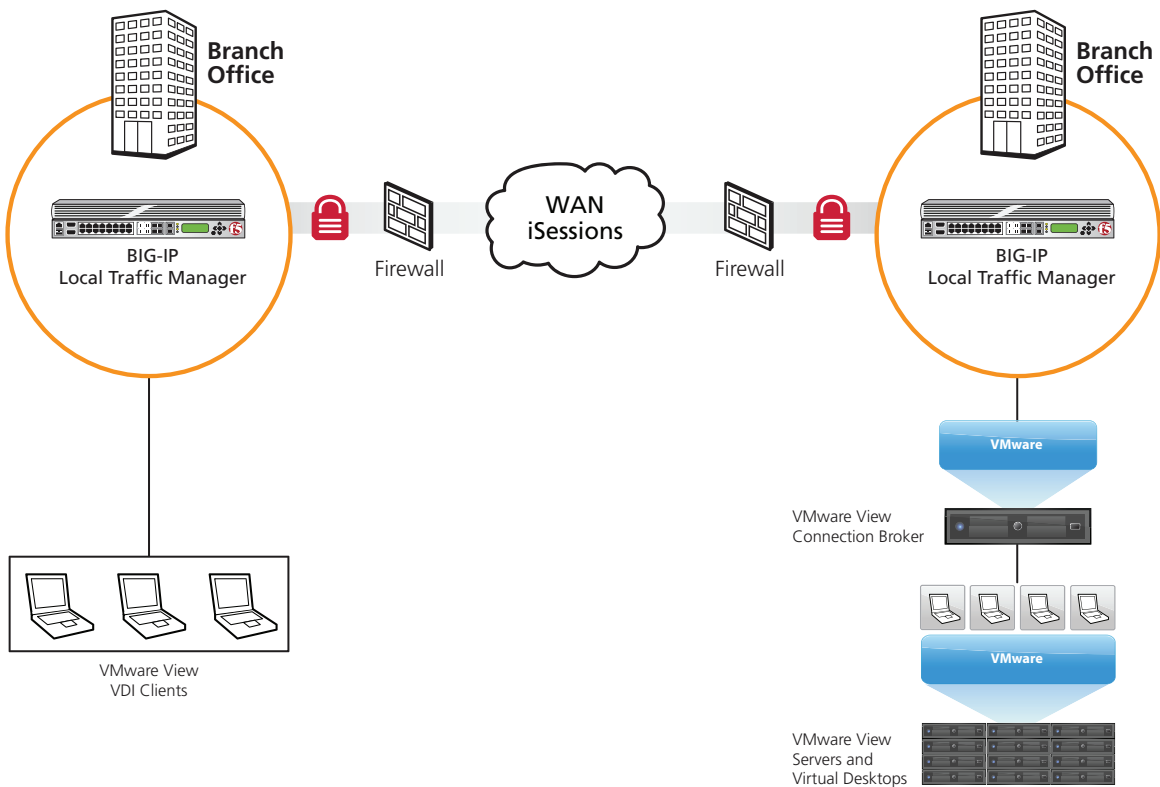 Branch
Office
BIG-IP
Local Traffic Manager
Firewall
WAN
iSessions
Firewall
Branch
Office
BIG-IP
Local Traffic Manager
VMware
VMware View
Connection Broker
VMware View
VDI Clients
VMware
VMware View
Servers and
Virtual Desktops